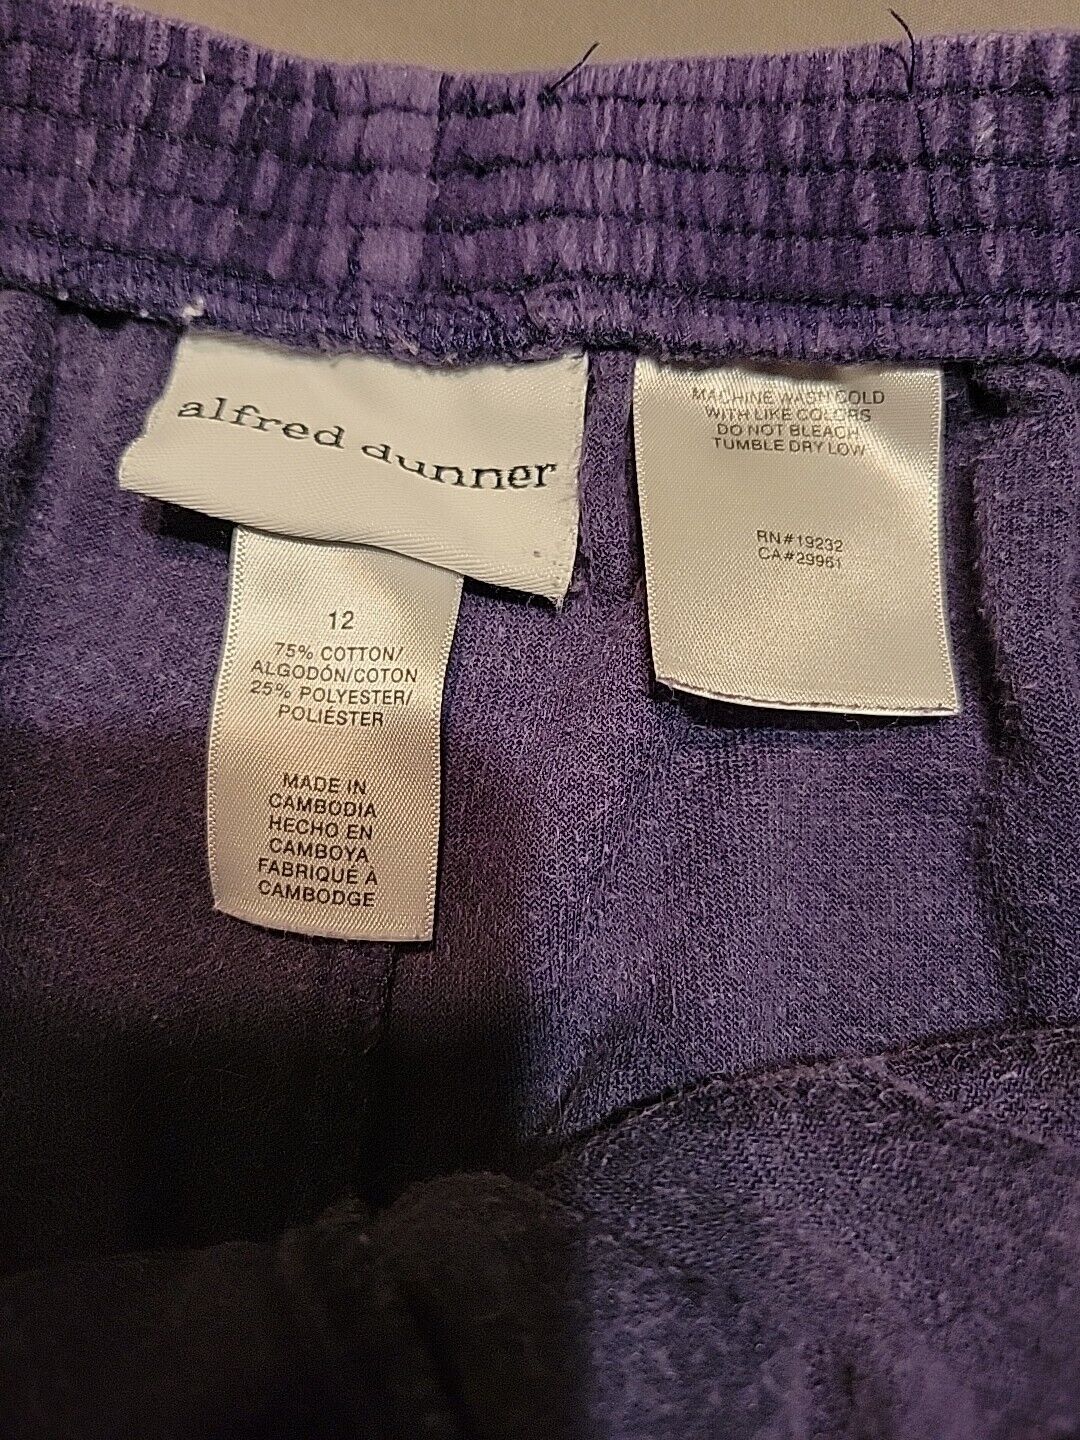 alfred dunner
12
75% COTTON/
ALGODÓN/COTON
25% POLYESTER/
POLIÉSTER
MADE IN
CAMBODIA
HECHO EN
CAMBOYA
FABRIQUÉ A
CAMBODGE
MACHINE WASH COLD
WITH LIKE COLORS
DO NOT BLEACH
TUMBLE DRY LOW
RN#19232
CA#29961